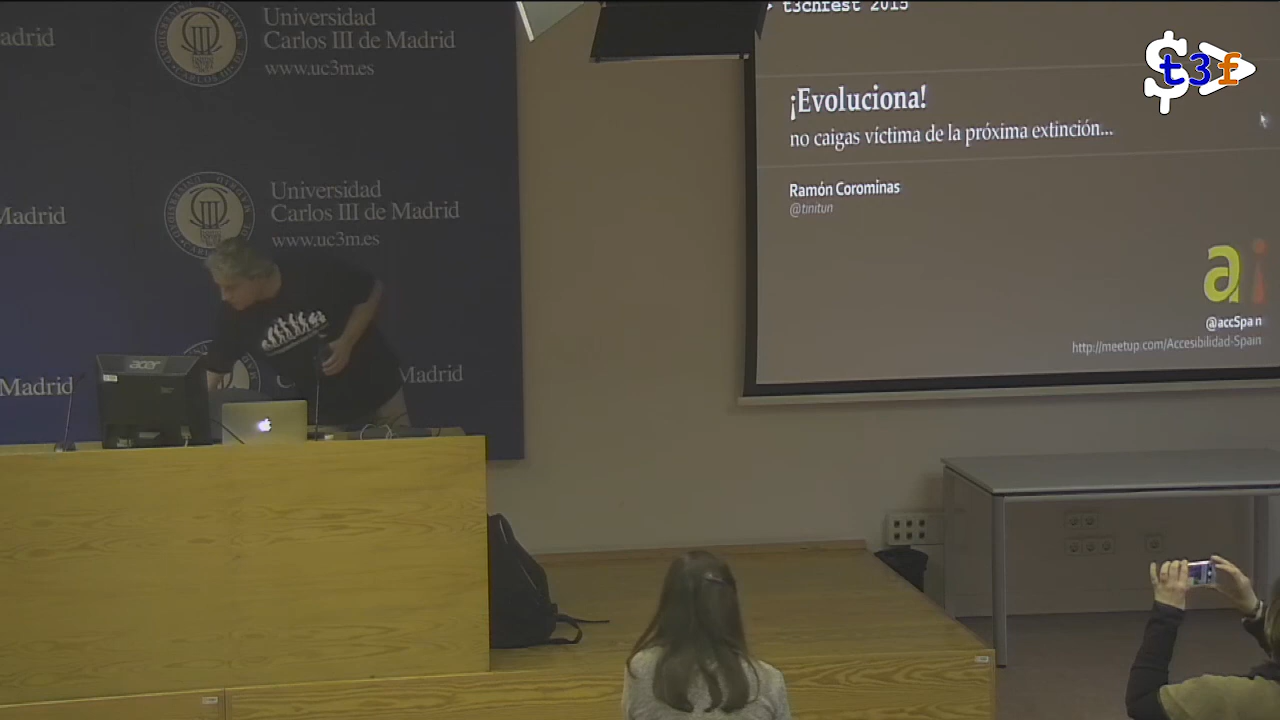 adrid
Universidad
Carlos III de Madrid
www.uc3m.es
Madrid
Universidad
Carlos III de Madrid
www.uc3m.es
Madrid
Madrid
acer
t3chfest 2015
¡Evoluciona!
no caigas víctima de la próxima extinción...
Ramón Corominas
@tinitun
ai
@accSpain
http://meetup.com/Accesibilidad-Spain
t3f